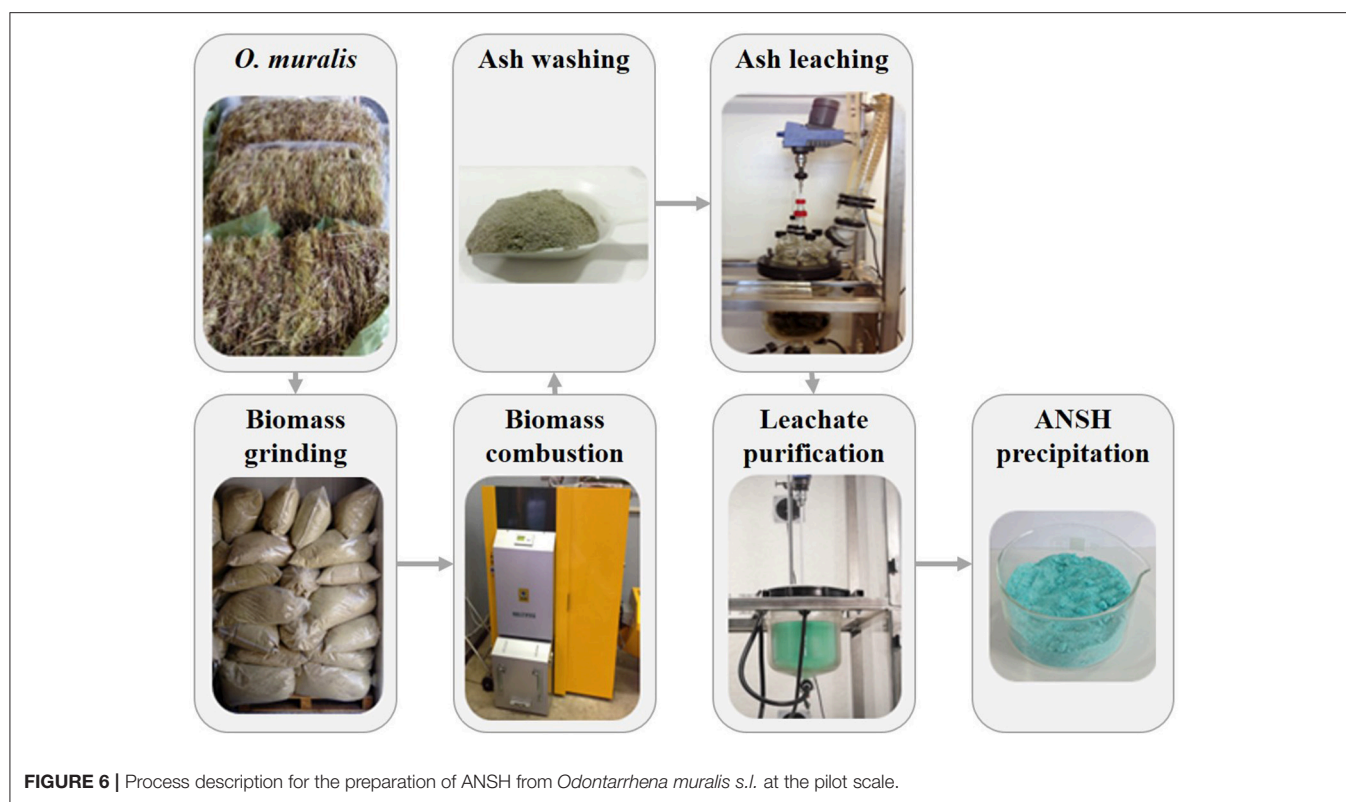 O. muralis
Ash washing
Ash leaching
Biomass
grinding
Biomass
combustion
Leachate
purification
ANSH
precipitation
FIGURE 6 | Process description for the preparation of ANSH from Odontarrhena muralis s.l. at the pilot scale.